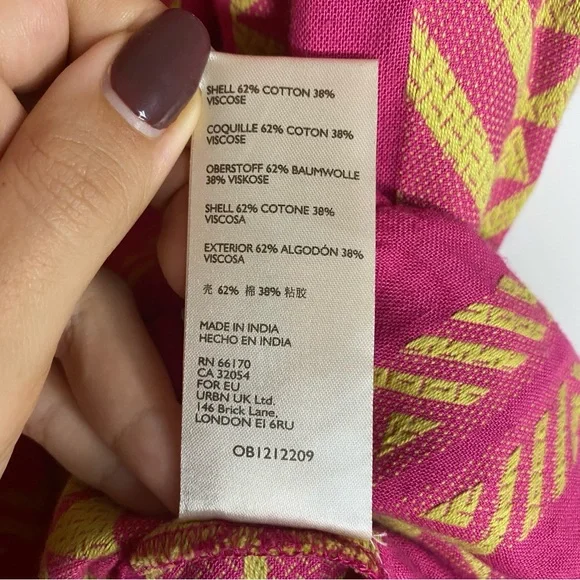 SHELL 62% COTTON 38%
VISCOSE
COQUILLE 62% COTON 38%
VISCOSE
OBERSTOFF 62% BAUMWOLLE
38% VISKOSE
SHELL 62% COTONE 38%
VISCOSA
EXTERIOR 62% ALGODÓN 38%
VISCOSA
壳 62% 棉 38% 粘胶
MADE IN INDIA
HECHO EN INDIA
RN 66170
CA 32054
FOR EU
URBN UK Ltd.
146 Brick Lane,
LONDON E1 6RU
OB1212209